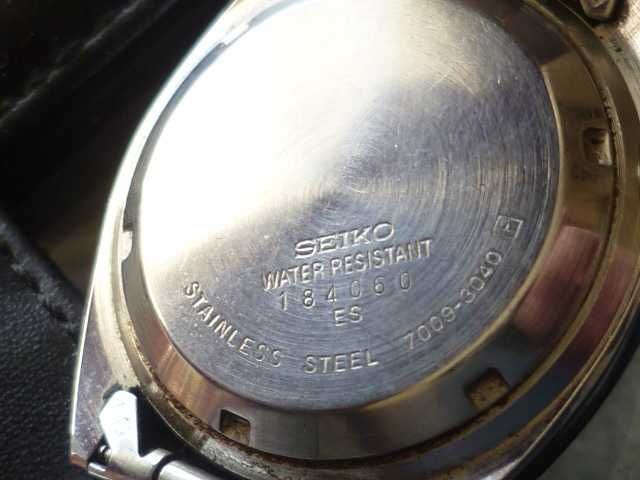 SEIKO
WATER RESISTANT
184060
ES
STAINLESS STEEL 7009-3040